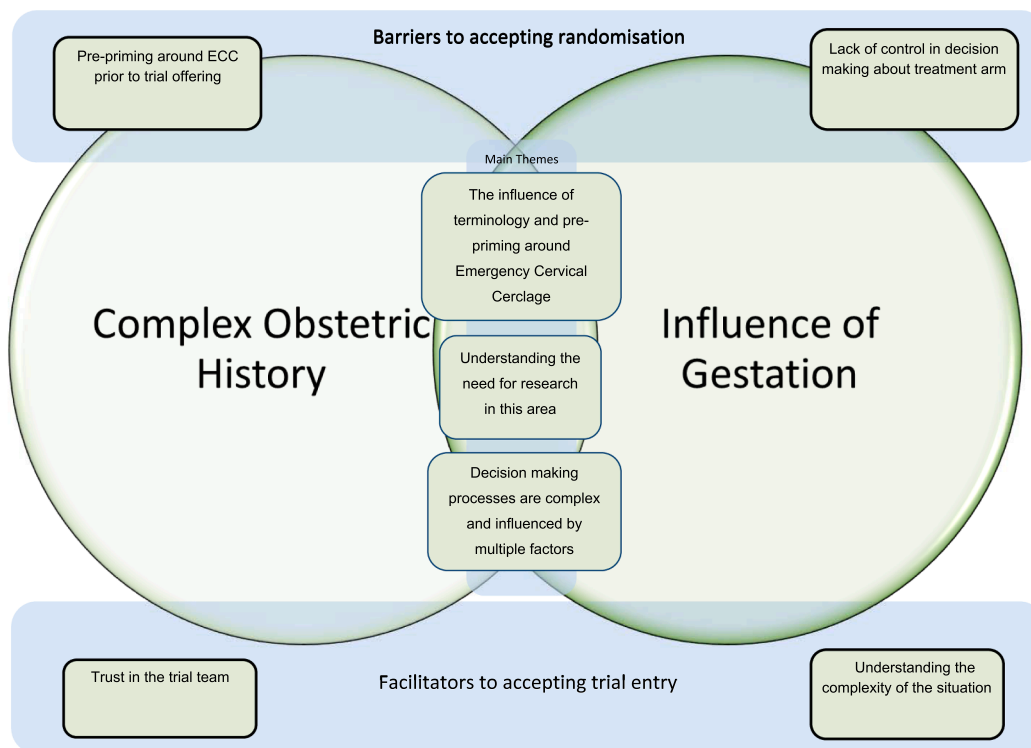 Barriers to accepting randomisation
Pre-priming around ECC
prior to trial offering
Lack of control in decision
making about treatment arm
Main Themes
The influence of
terminology and pre-
priming around
Emergency Cervical
Cerclage
Complex Obstetric
History
Influence of
Gestation
Understanding the
need for research
in this area
Decision making
processes are complex
and influenced by
multiple factors
Trust in the trial team
Facilitators to accepting trial entry
Understanding the
complexity of the situation